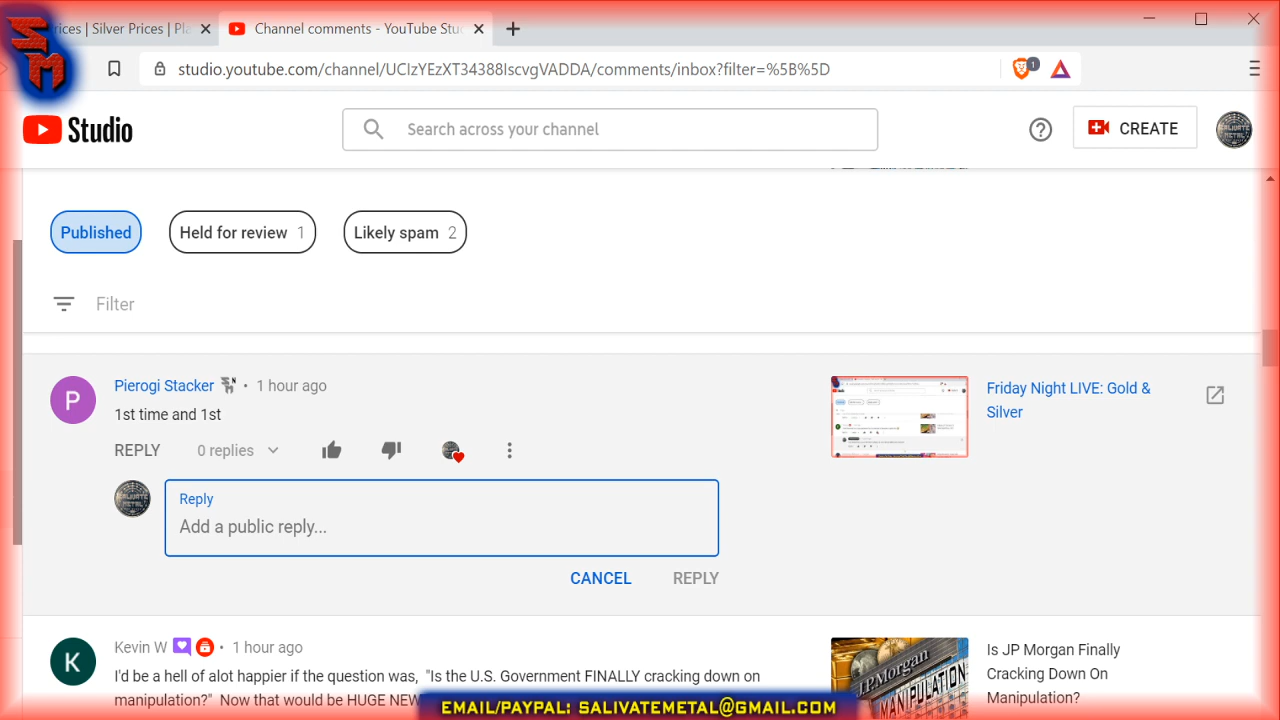 SM
rices | Silver Prices | Pla
Channel comments - YouTube Stu
studio.youtube.com/channel/UCIzYEzXT34388IscvgVADDA/comments/inbox?filter=%5B%5D
1
Studio
Search across your channel
CREATE
Published
Held for review 1
Likely spam 2
Filter
Pierogi Stacker • 1 hour ago
1st time and 1st
REPLY 0 replies
Friday Night LIVE: Gold &
Silver
Reply
Add a public reply...
CANCEL REPLY
Kevin W • 1 hour ago
I'd be a hell of alot happier if the question was, "Is the U.S. Government FINALLY cracking down on
manipulation?" Now that would be HUGE NEW
J.P.Morgan
MANIPULATION
Is JP Morgan Finally
Cracking Down On
Manipulation?
EMAIL/PAYPAL: SALIVATEMETAL@GMAIL.COM